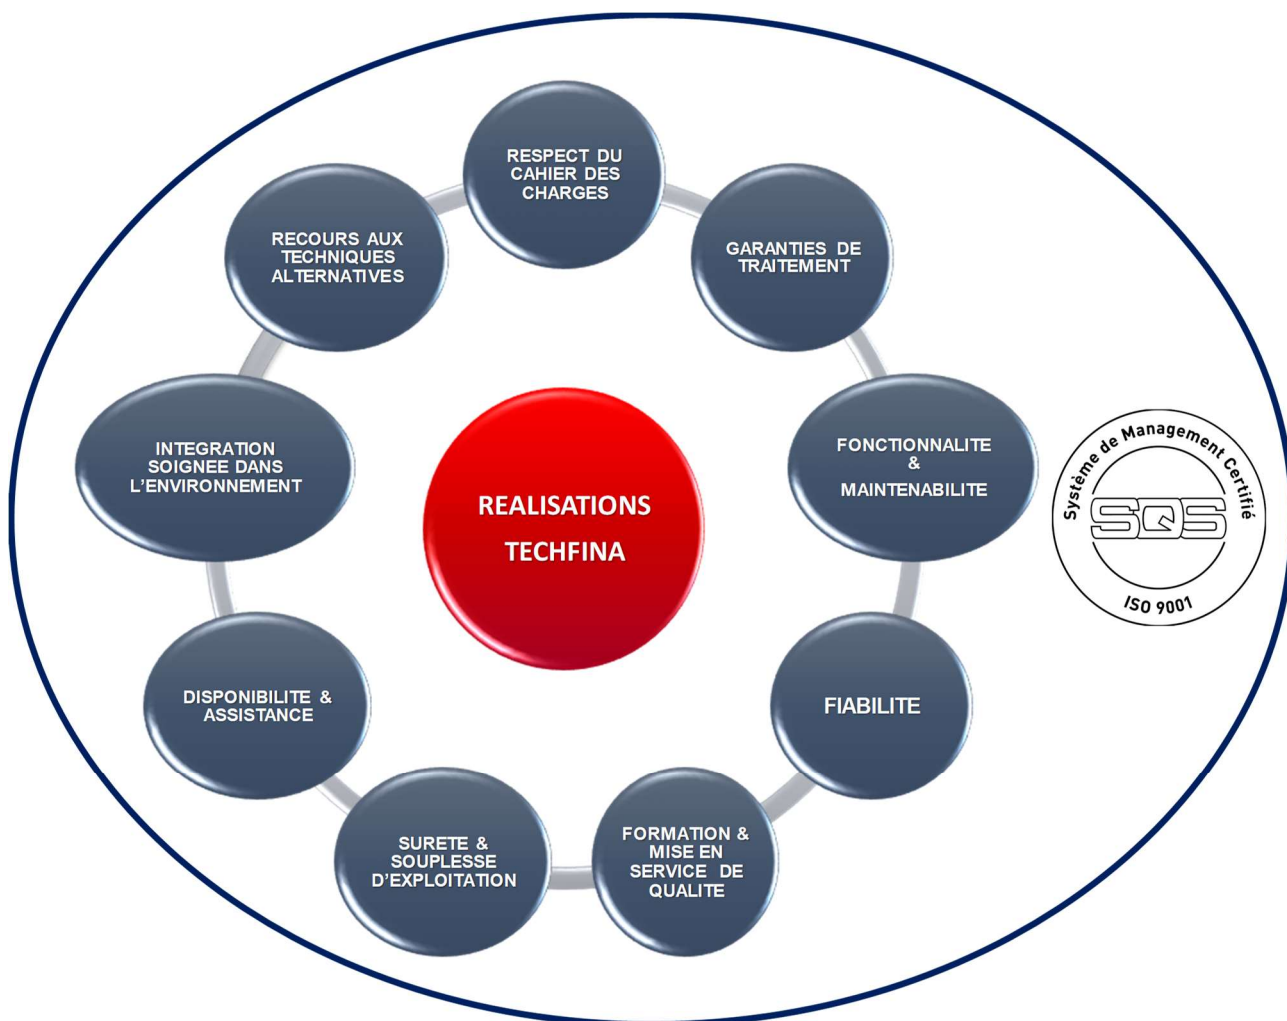 RESPECT DU
CAHIER DES
CHARGES
GARANTIES DE
TRAITEMENT
FONCTIONNALITE
&
MAINTENABILITE
FIABILITE
FORMATION &
MISE EN
SERVICE DE
QUALITE
SURETE &
SOUPLESSE
D'EXPLOITATION
DISPONIBILITE &
ASSISTANCE
INTEGRATION
SOIGNEE DANS
L'ENVIRONNEMENT
RECOURS AUX
TECHNIQUES
ALTERNATIVES
REALISATIONS
TECHFINA
Système de Management Certifié
SQS
ISO 9001